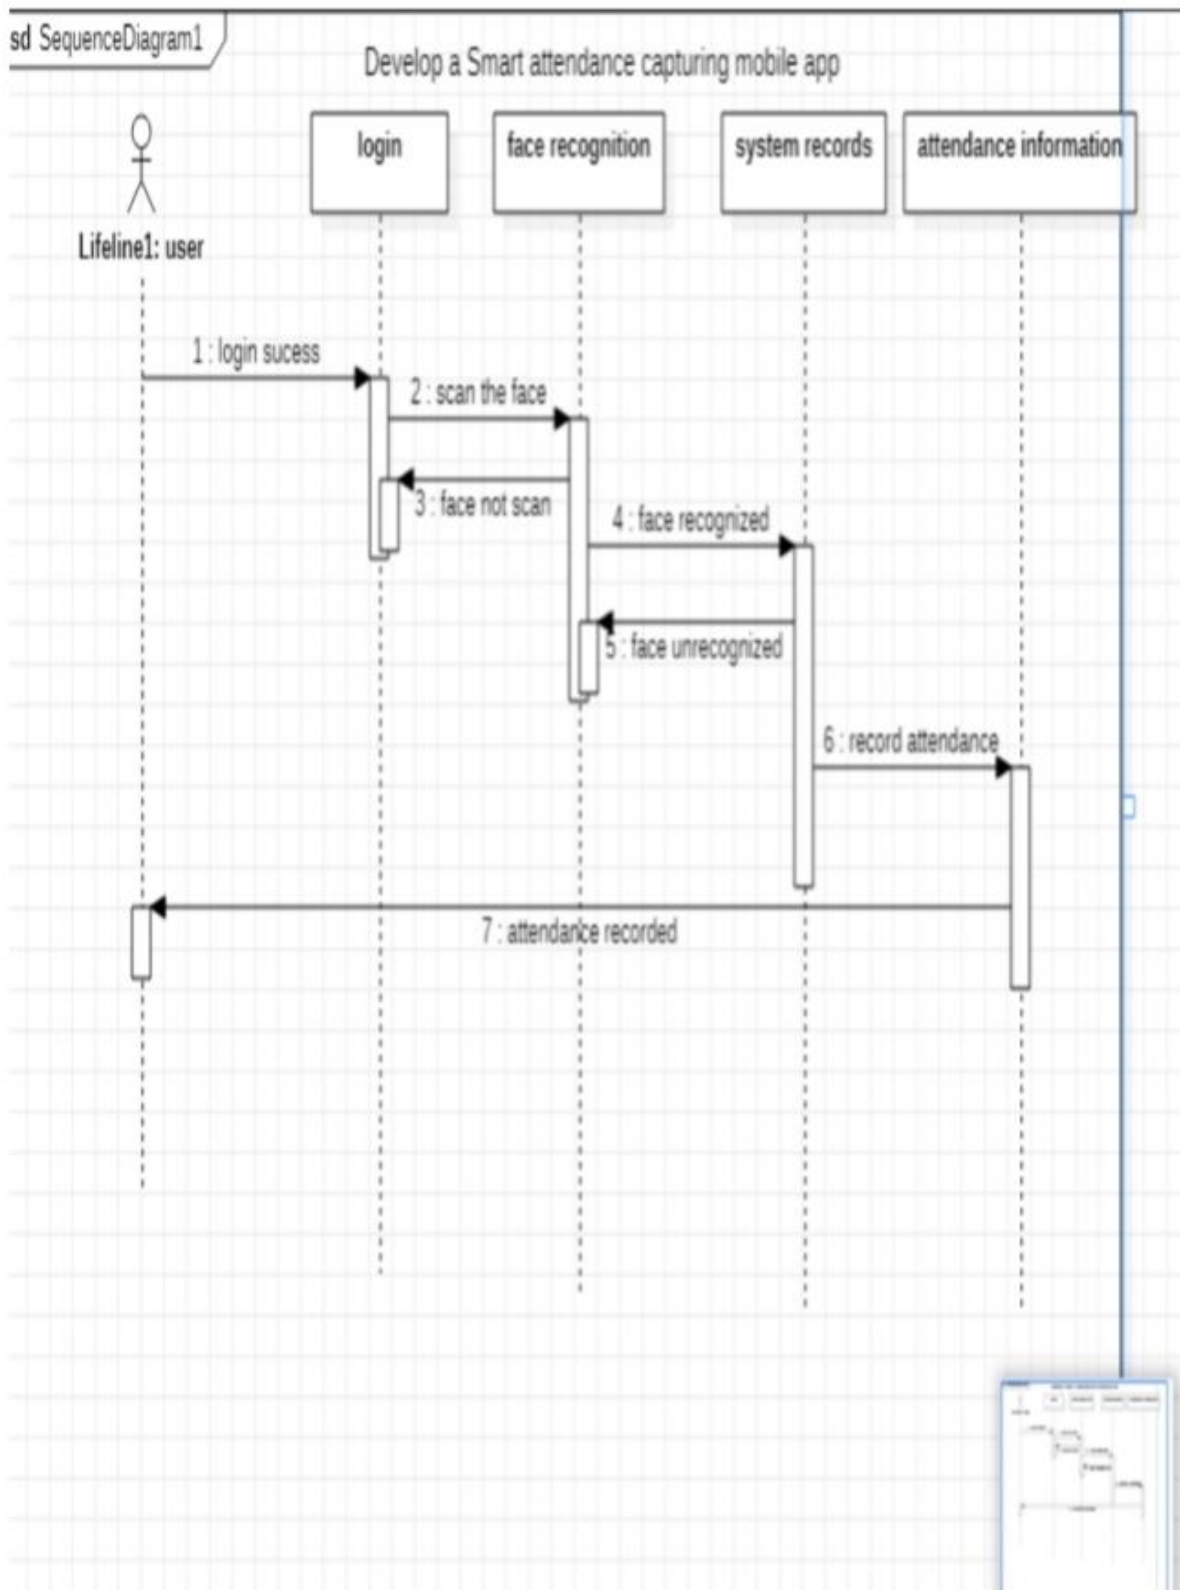 sd SequenceDiagram1
Develop a Smart attendance capturing mobile app
login
face recognition
system records
attendance information
Lifeline1: user
1 : login sucess
2 : scan the face
3 : face not scan
4 : face recognized
5 : face unrecognized
6 : record attendance
7 : attendance recorded